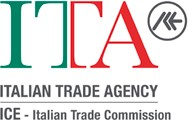 ITA
ITALIAN TRADE AGENCY
ICE - Italian Trade Commission